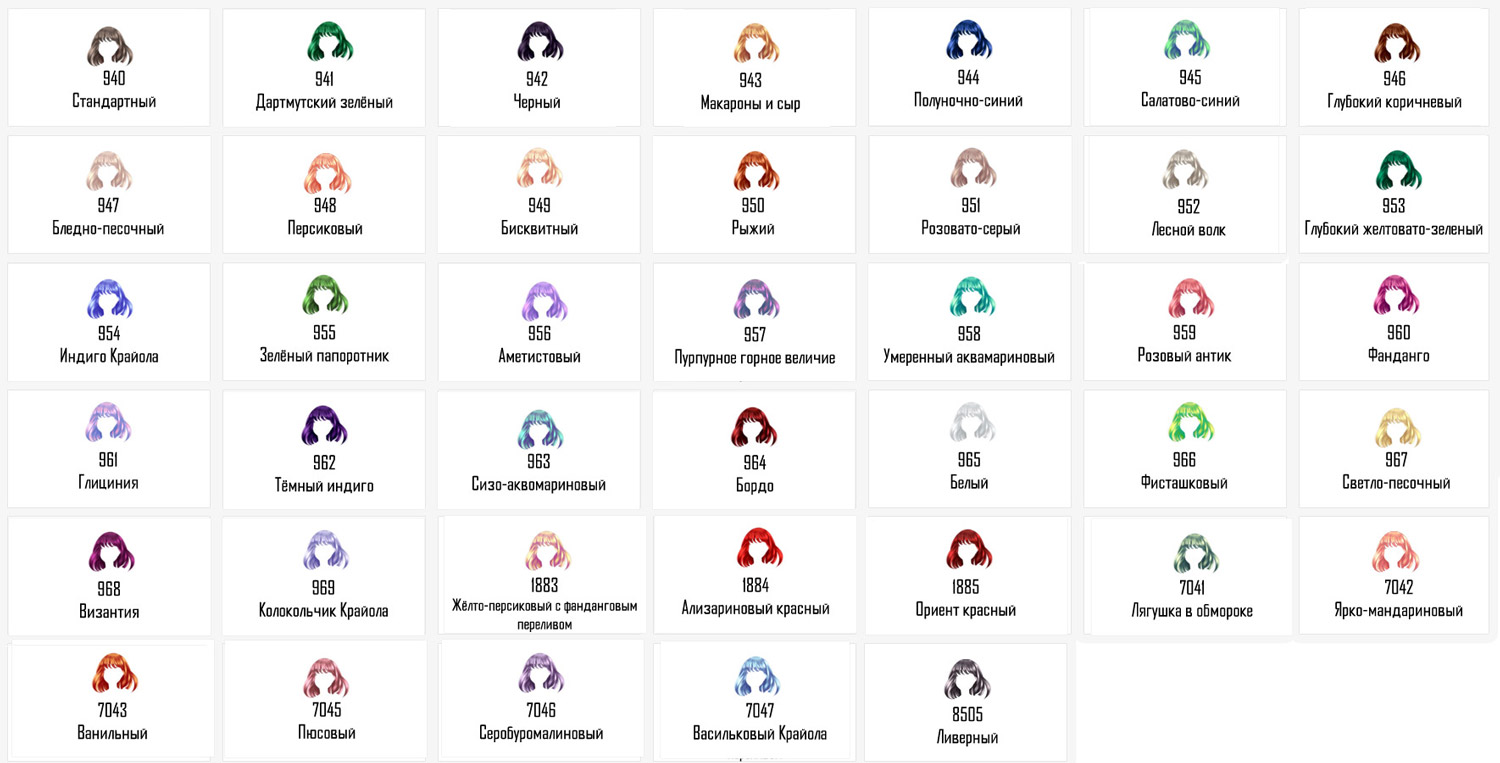 940
Стандартный
941
Дартмутский зелёный
942
Черный
943
Макароны и сыр
944
Полуночно-синий
945
Салатово-синий
946
Глубокий коричневый
947
Бледно-песочный
948
Персиковый
949
Бисквитный
950
Рыжий
951
Розовато-серый
952
Лесной волк
953
Глубокий желтовато-зеленый
954
Индиго Крайола
955
Зелёный папоротник
956
Аметистовый
957
Пурпурное горное величие
958
Умеренный аквамариновый
959
Розовый антик
960
Фанданго
961
Глициния
962
Тёмный индиго
963
Сизо-аквомариновый
964
Бордо
965
Белый
966
Фисташковый
967
Светло-песочный
968
Византия
969
Колокольчик Крайола
1883
Жёлто-персиковый с фанданговым
переливом
1884
Ализариновый красный
1885
Ориент красный
7041
Лягушка в обмороке
7042
Ярко-мандариновый
7043
Ванильный
7045
Пюсовый
7046
Серобуромалиновый
7047
Васильковый Крайола
8505
Ливерный